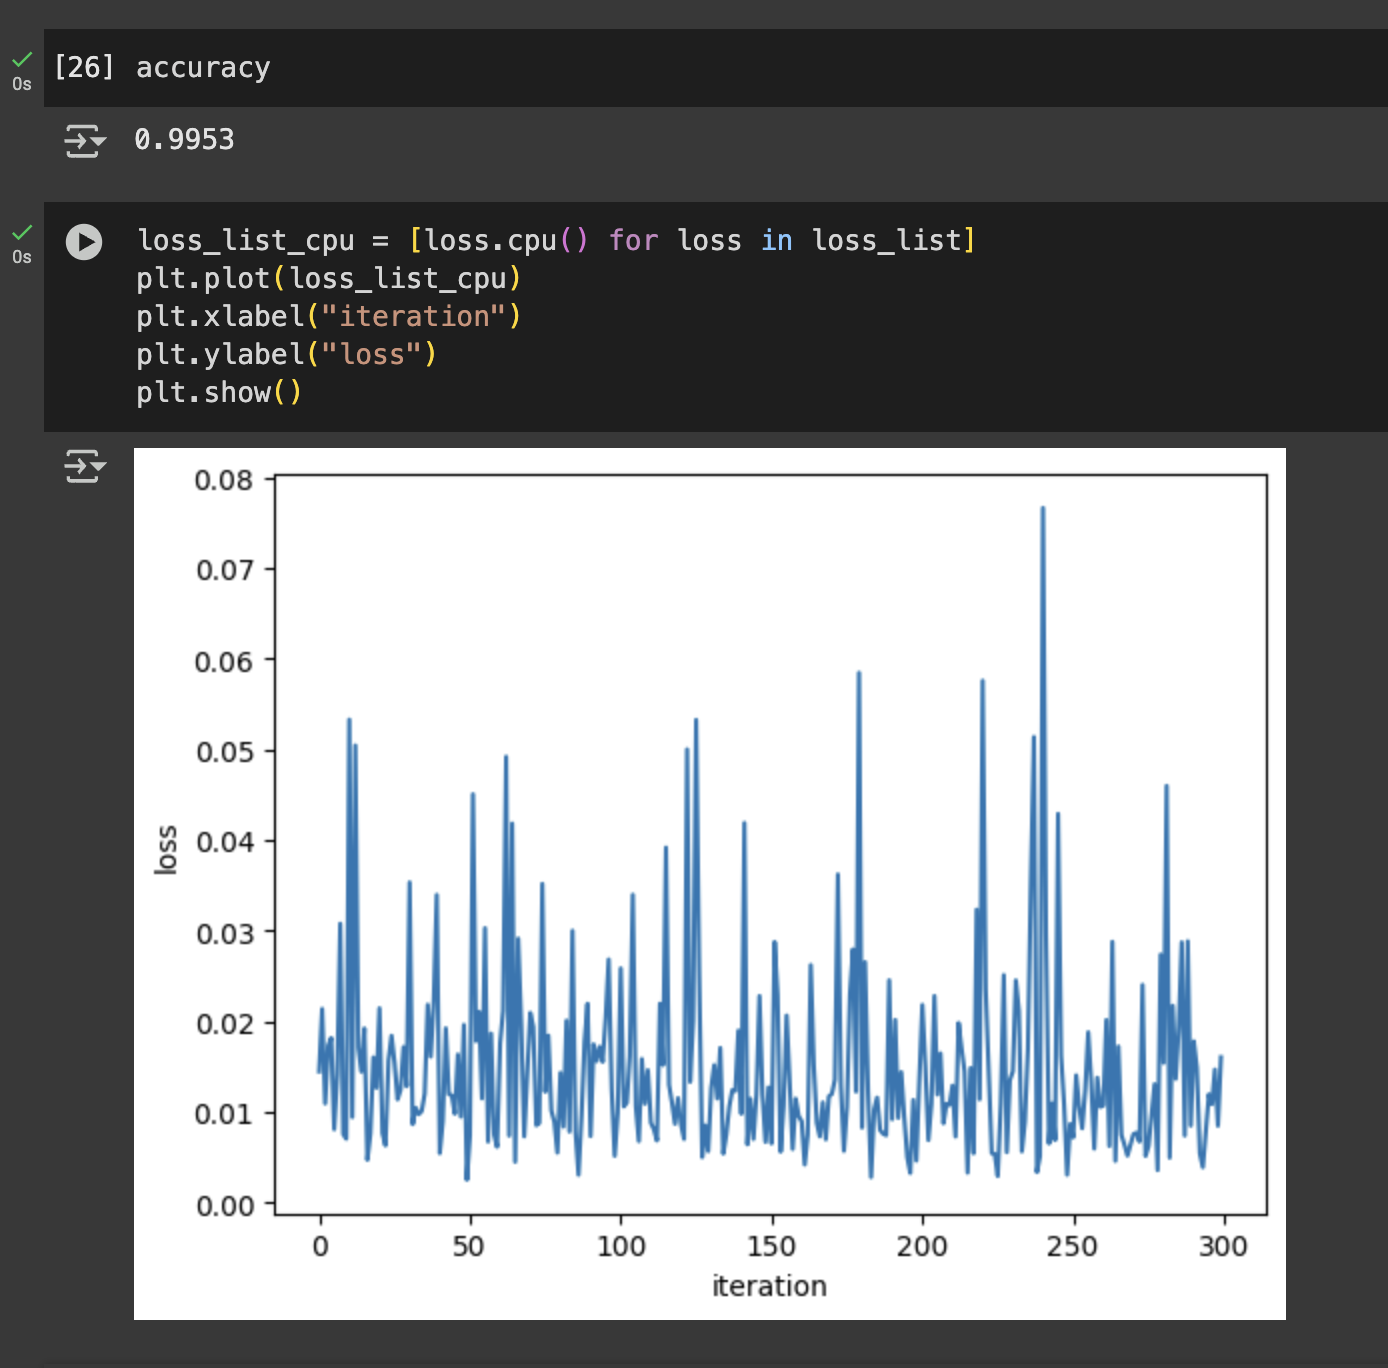 [26] accuracy
0s
0.9953
0s
loss_list_cpu = [loss.cpu() for loss in loss_list]
plt.plot(loss_list_cpu)
plt.xlabel("iteration")
plt.ylabel("loss")
plt.show()
0.08
0.07
0.06
0.05
0.04
0.03
0.02
0.01
0.00
loss
0 50 100 150 200 250 300
iteration